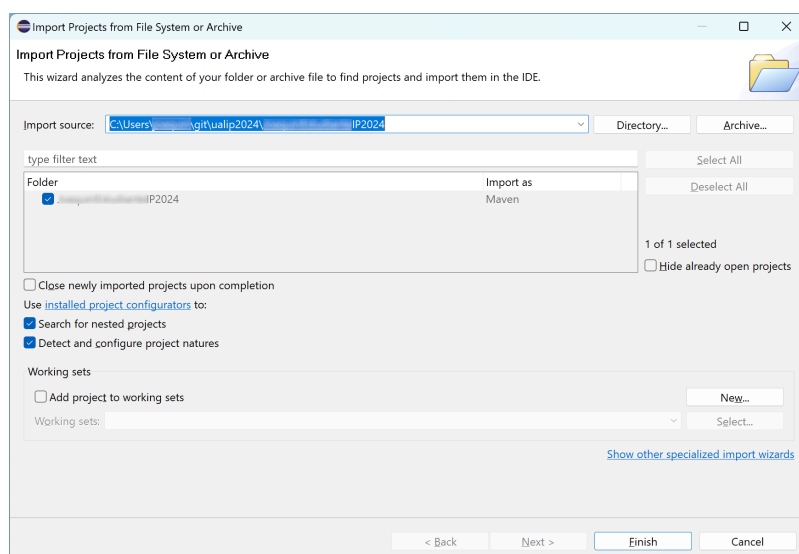 Import Projects from File System or Archive
Import Projects from File System or Archive
This wizard analyzes the content of your folder or archive file to find projects and import them in the IDE.
Import source: C:\Users\ \git\ualip2024\ IP2024 Directory... Archive...
type filter text Select All
Folder Import as Deselect All
IP2024 Maven
1 of 1 selected
Hide already open projects
Close newly imported projects upon completion
Use installed project configurators to:
Search for nested projects
Detect and configure project natures
Working sets
Add project to working sets New...
Working sets: Select...
Show other specialized import wizards
< Back Next > Finish Cancel